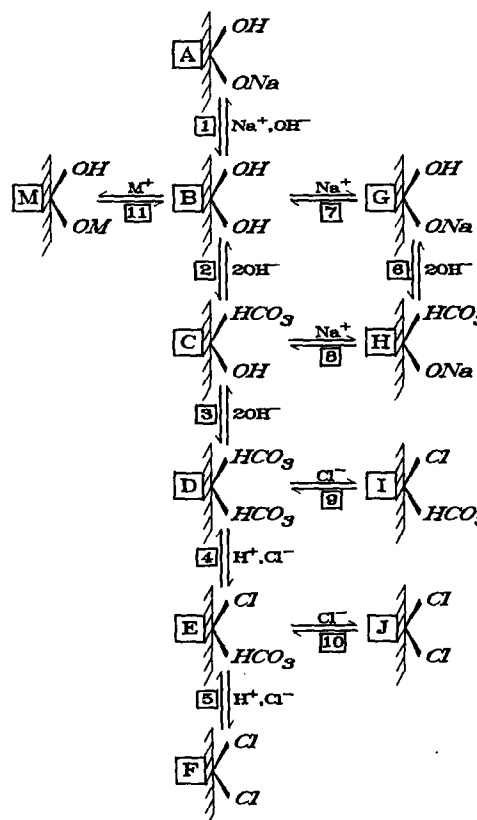 OH
A
ONa
1 Na⁺,OH⁻
OH OH OH
M M⁺ B Na⁺ G
11 7
OM OH ONa
2 2OH⁻ 6 2OH⁻
HCO₃ HCO₃
C Na⁺ H
8
OH ONa
3 2OH⁻
HCO₃ Cl
D Cl⁻ I
9
HCO₃ HCO₃
4 H⁺,Cl⁻
Cl Cl
E Cl⁻ J
10
HCO₃ Cl
5 H⁺,Cl⁻
Cl
F
Cl